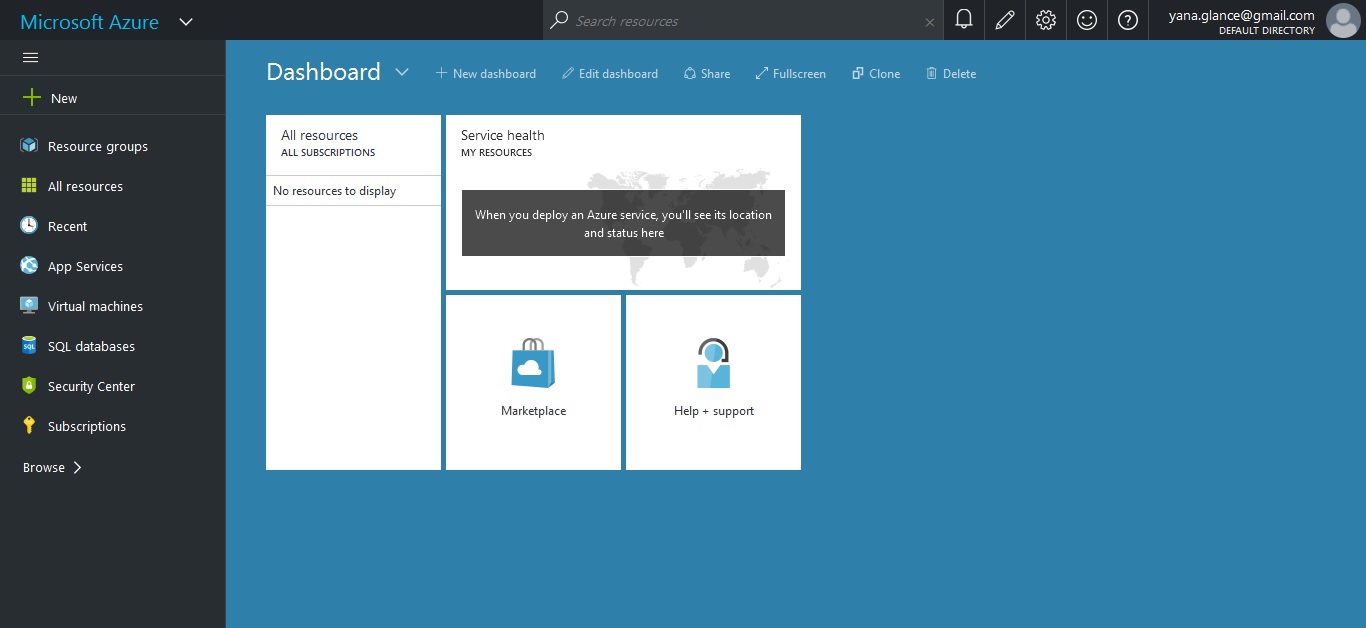 Microsoft Azure
Search resources
yana.glance@gmail.com
DEFAULT DIRECTORY
New
Resource groups
All resources
Recent
App Services
Virtual machines
SQL
SQL databases
Security Center
Subscriptions
Browse
Dashboard
New dashboard
Edit dashboard
Share
Fullscreen
Clone
Delete
All resources
ALL SUBSCRIPTIONS
No resources to display
Service health
MY RESOURCES
When you deploy an Azure service, you'll see its location
and status here
Marketplace
Help + support